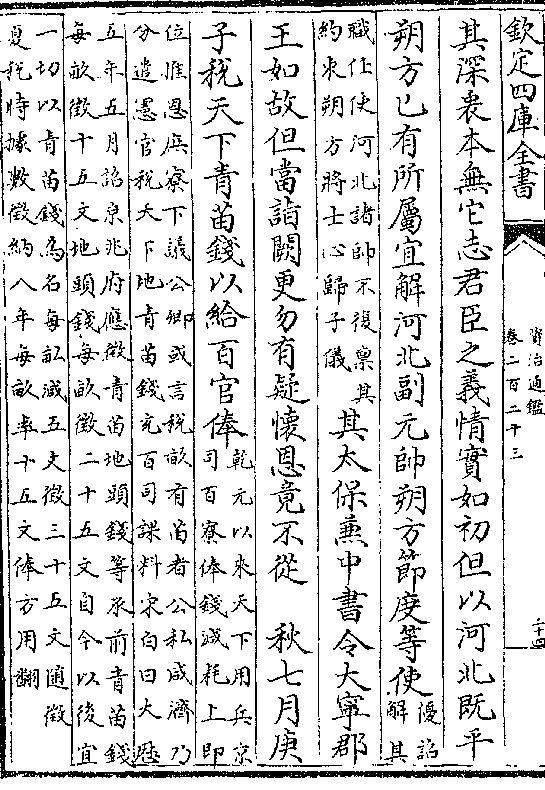 欽定四庫全書
資治通鑑
卷二百二十三
二十四
其深衷本無它志君臣之義情實如初但以河北既平
朔方已有所屬宜解河北副元帥朔方節度等使
優詔
解其
職任使河北諸帥不復禀其
約束朔方將士心歸子儀
其太保兼中書令大寧郡
王如故但當詣闕更勿有疑懷恩竟不從　秋七月庚
子稅天下青苗錢以給百官俸
乾元以來天下用兵京
司百寮俸錢減耗上即
位推恩庶寮下議公卿或言稅畝有苗者公私咸濟乃
分遣憲官稅天下地青苗錢充百司課料宋白曰大厯
五年五月詔京兆府應徵青苗地頭錢等承前青苗錢
每畝徵十五文地頭錢每畝徵二十五文自今以後宜
一切以青苗錢為名每畝減五文徵三十五文隨徵
夏稅時據數徵納八年每畝率十五文俸方用翻